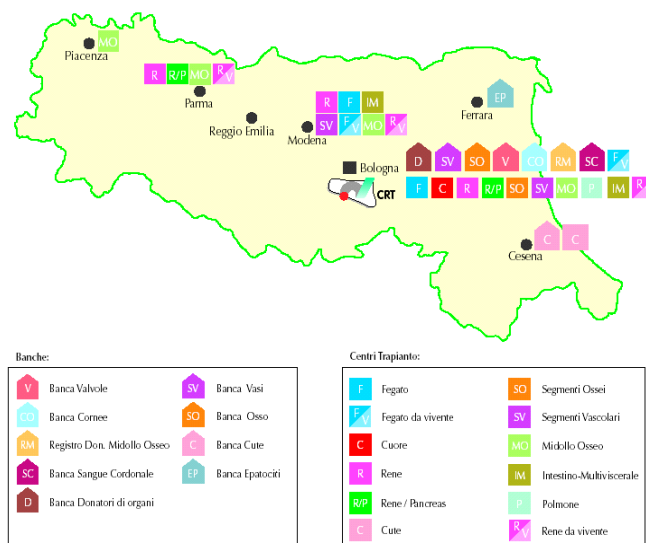 MO
Piacenza
R R/P MO R V
Parma
Reggio Emilia
R F IM
SV F V MO R V
Modena
EP
Ferrara
Bologna
CRT
D SV SO V CO RM SC F V
F C R R/P SO SV MO P IM R
C C
Cesena
Banche:
V Banca Valvole
CO Banca Cornee
RM Registro Don. Midollo Osseo
SC Banca Sangue Cordonale
D Banca Donatori di organi
SV Banca Vasi
SO Banca Osso
C Banca Cute
EP Banca Epatociti
Centri Trapianto:
F Fegato
F V Fegato da vivente
C Cuore
R Rene
R/P Rene / Pancreas
C Cute
SO Segmenti Ossei
SV Segmenti Vascolari
MO Midollo Osseo
IM Intestino-Multiviscerale
P Polmone
R V Rene da vivente